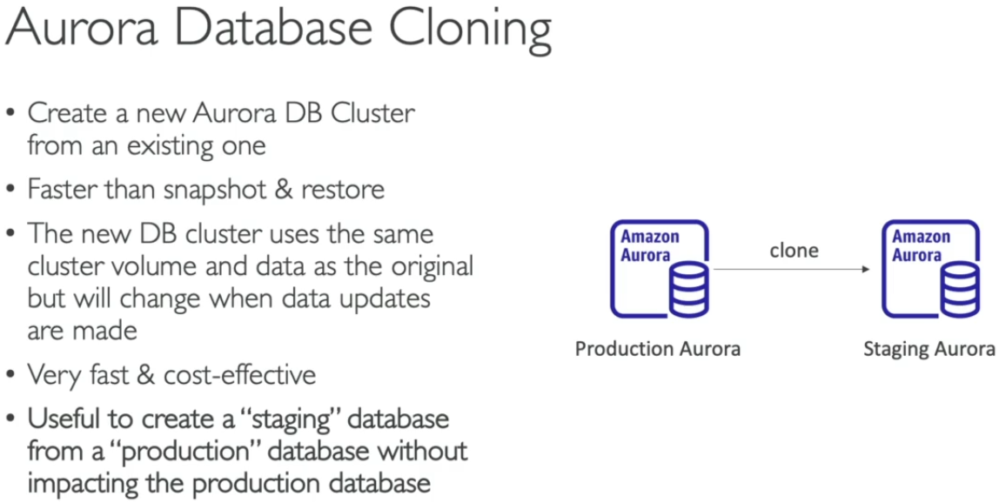 Aurora Database Cloning
• Create a new Aurora DB Cluster
from an existing one
• Faster than snapshot & restore
• The new DB cluster uses the same
cluster volume and data as the original
but will change when data updates
are made
• Very fast & cost-effective
• Useful to create a “staging” database
from a “production” database without
impacting the production database
Amazon
Aurora
clone
Amazon
Aurora
Production Aurora
Staging Aurora